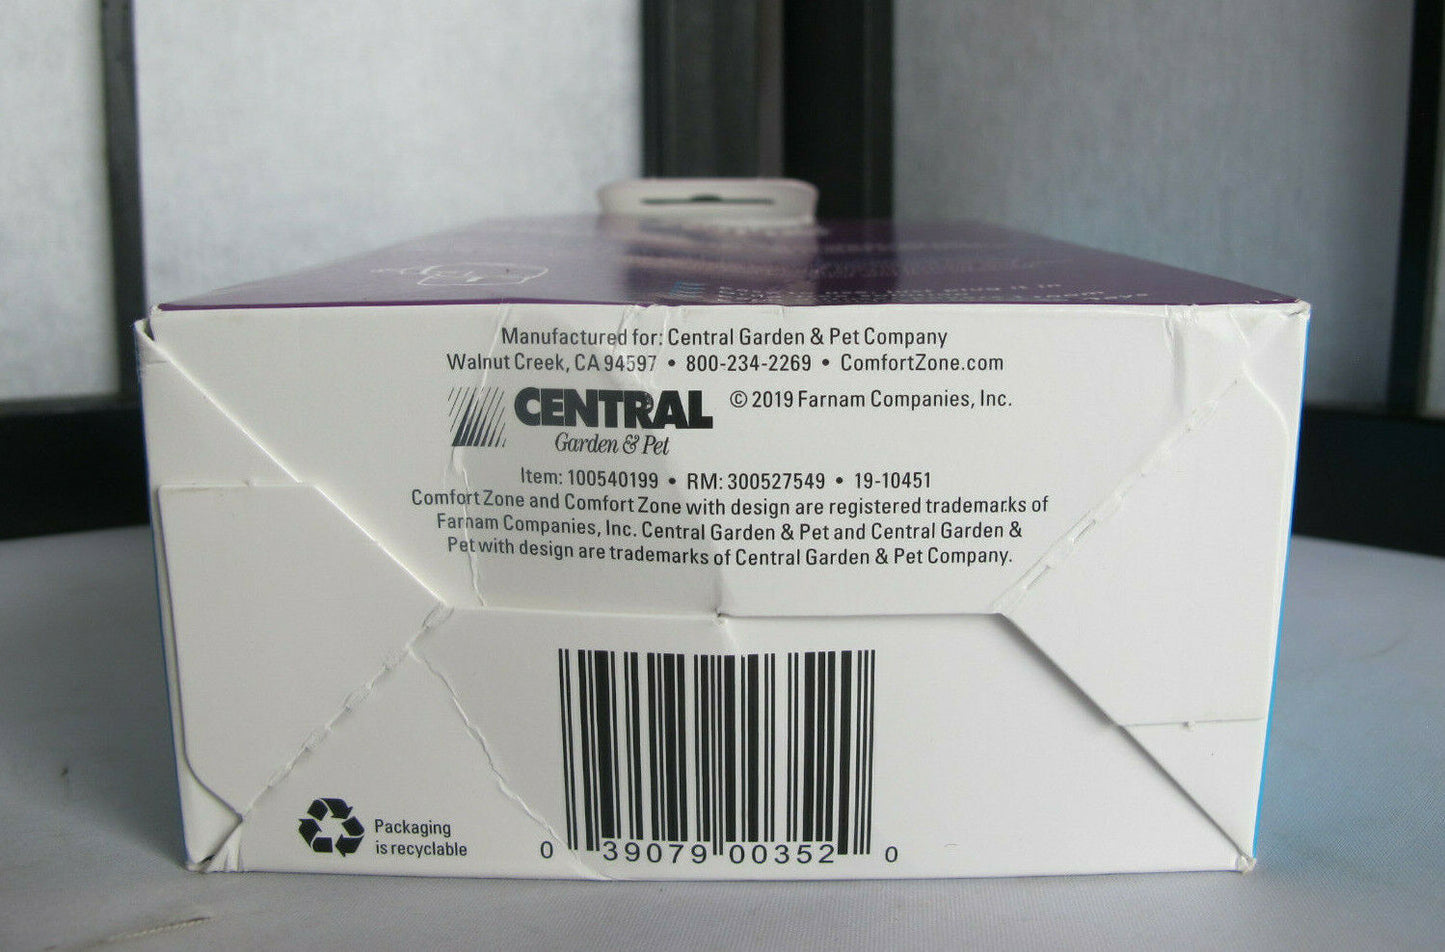 Manufactured for: Central Garden & Pet Company
Walnut Creek, CA 94597 • 800-234-2269 • ComfortZone.com
CENTRAL
Garden & Pet
© 2019 Farnam Companies, Inc.
Item: 100540199 • RM: 300527549 • 19-10451
Comfort Zone and Comfort Zone with design are registered trademarks of
Farnam Companies, Inc. Central Garden & Pet and Central Garden &
Pet with design are trademarks of Central Garden & Pet Company.
Packaging
is recyclable
0 39079 00352 0